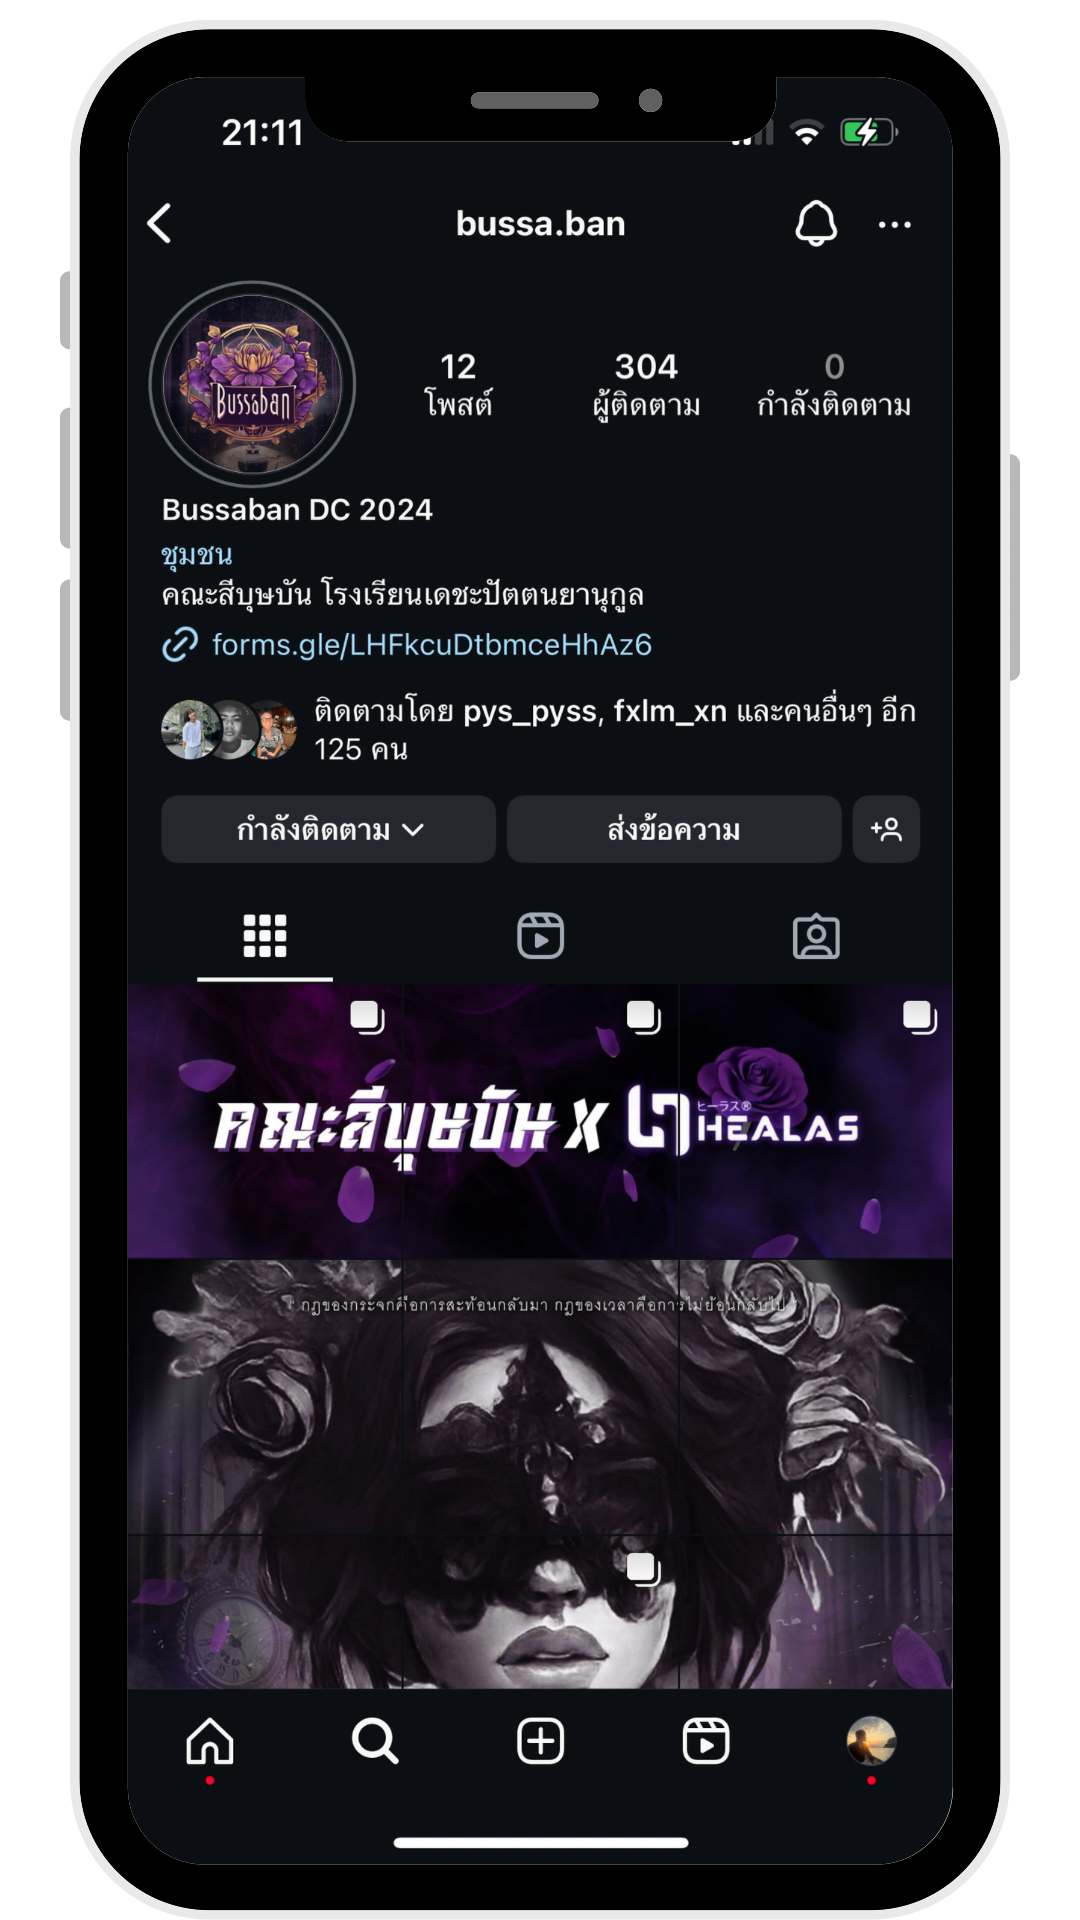 21:11
bussa.ban
Bussaban
12
โพสต์
304
ผู้ติดตาม
0
กำลังติดตาม
Bussaban DC 2024
ชุมชน
คณะสีบุษบัน โรงเรียนเดชะปัตตนยานุกูล
forms.gle/LHFkcuDtbmceHhAz6
ติดตามโดย pys_pyss, fxlm_xn และคนอื่นๆ อีก
125 คน
กำลังติดตาม
ส่งข้อความ
คณะสีบุษบัน X
ヒーラス®
HEALAS
" กฎของกระจกคือการสะท้อนกลับมา กฎของเวลาคือการไม่ย้อนกลับไป "